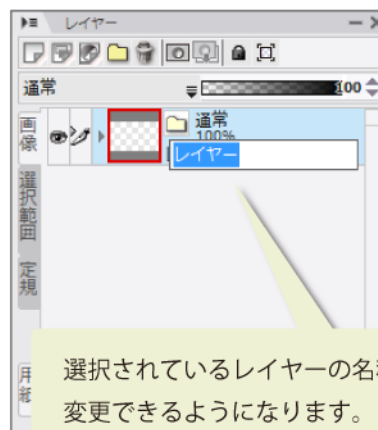 レイヤー
通常
100
画像
通常
100%
レイヤー
選択範囲
定規
用紙
選択されているレイヤーの名
変更できるようになります。